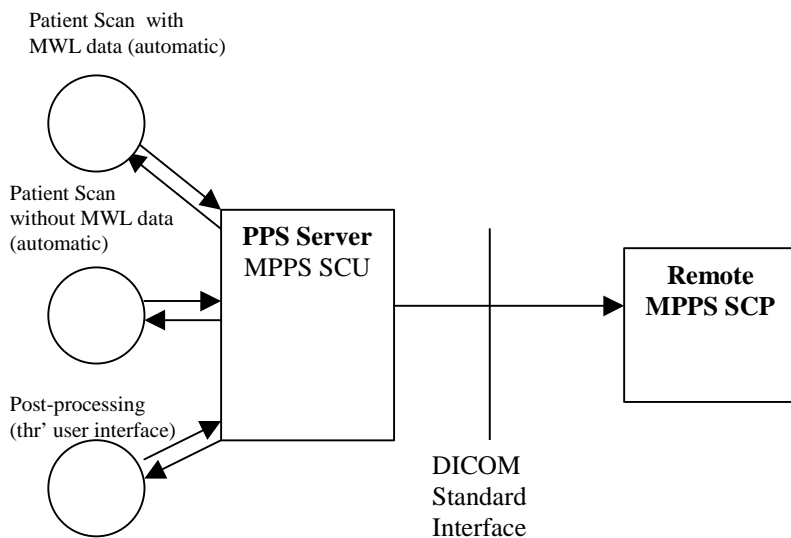 Patient Scan with
MWL data (automatic)
Patient Scan
without MWL data
(automatic)
Post-processing
(thr' user interface)
PPS Server
MPPS SCU
DICOM
Standard
Interface
Remote
MPPS SCP